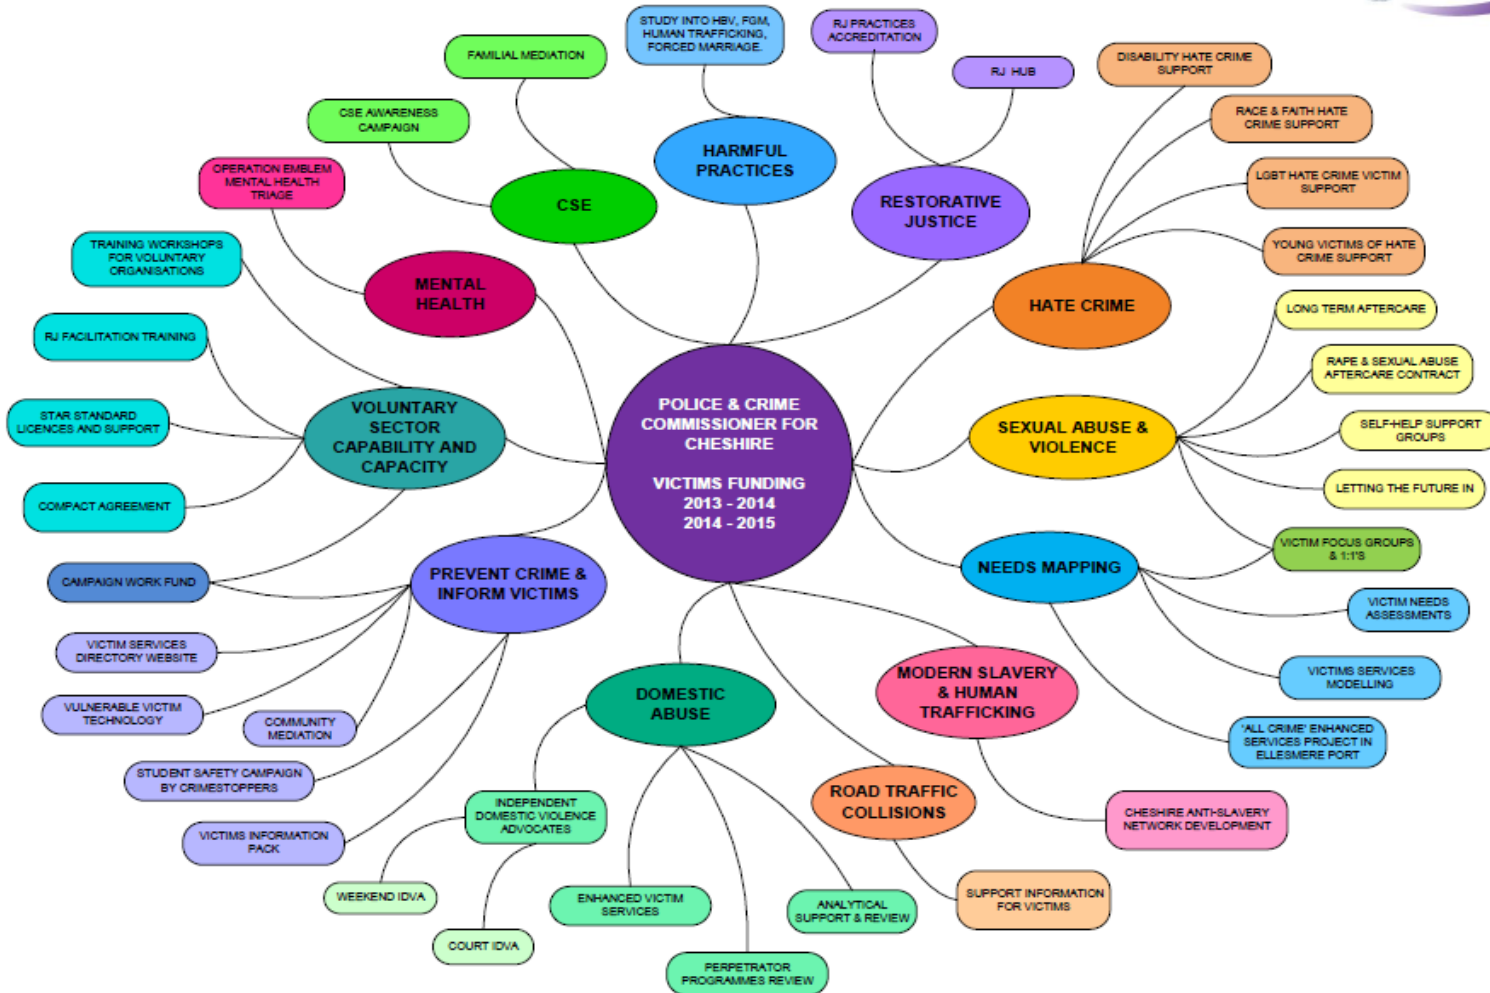 STUDY INTO HBV, FGM,
HUMAN TRAFFICKING,
FORCED MARRIAGE.
RJ PRACTICES
ACCREDITATION
FAMILIAL MEDIATION
RJ HUB
DISABILITY HATE CRIME
SUPPORT
CSE AWARENESS
CAMPAIGN
RACE & FAITH HATE
CRIME SUPPORT
OPERATION EMBLEM
MENTAL HEALTH
TRIAGE
HARMFUL
PRACTICES
LGBT HATE CRIME VICTIM
SUPPORT
CSE
RESTORATIVE
JUSTICE
TRAINING WORKSHOPS
FOR VOLUNTARY
ORGANISATIONS
YOUNG VICTIMS OF HATE
CRIME SUPPORT
MENTAL
HEALTH
HATE CRIME
LONG TERM AFTERCARE
RJ FACILITATION TRAINING
RAPE & SEXUAL ABUSE
AFTERCARE CONTRACT
VOLUNTARY
SECTOR
CAPABILITY AND
CAPACITY
POLICE & CRIME
COMMISSIONER FOR
CHESHIRE
VICTIMS FUNDING
2013 - 2014
2014 - 2015
SEXUAL ABUSE &
VIOLENCE
STAR STANDARD
LICENCES AND SUPPORT
SELF-HELP SUPPORT
GROUPS
LETTING THE FUTURE IN
COMPACT AGREEMENT
VICTIM FOCUS GROUPS
& 1:1'S
CAMPAIGN WORK FUND
PREVENT CRIME &
INFORM VICTIMS
NEEDS MAPPING
VICTIM NEEDS
ASSESSMENTS
VICTIM SERVICES
DIRECTORY WEBSITE
VICTIMS SERVICES
MODELLING
VULNERABLE VICTIM
TECHNOLOGY
COMMUNITY
MEDIATION
DOMESTIC
ABUSE
MODERN SLAVERY
& HUMAN
TRAFFICKING
'ALL CRIME' ENHANCED
SERVICES PROJECT IN
ELLESMERE PORT
STUDENT SAFETY CAMPAIGN
BY CRIMESTOPPERS
INDEPENDENT
DOMESTIC VIOLENCE
ADVOCATES
ROAD TRAFFIC
COLLISIONS
CHESHIRE ANTI-SLAVERY
NETWORK DEVELOPMENT
VICTIMS INFORMATION
PACK
WEEKEND IDVA
ENHANCED VICTIM
SERVICES
ANALYTICAL
SUPPORT & REVIEW
SUPPORT INFORMATION
FOR VICTIMS
COURT IDVA
PERPETRATOR
PROGRAMMES REVIEW